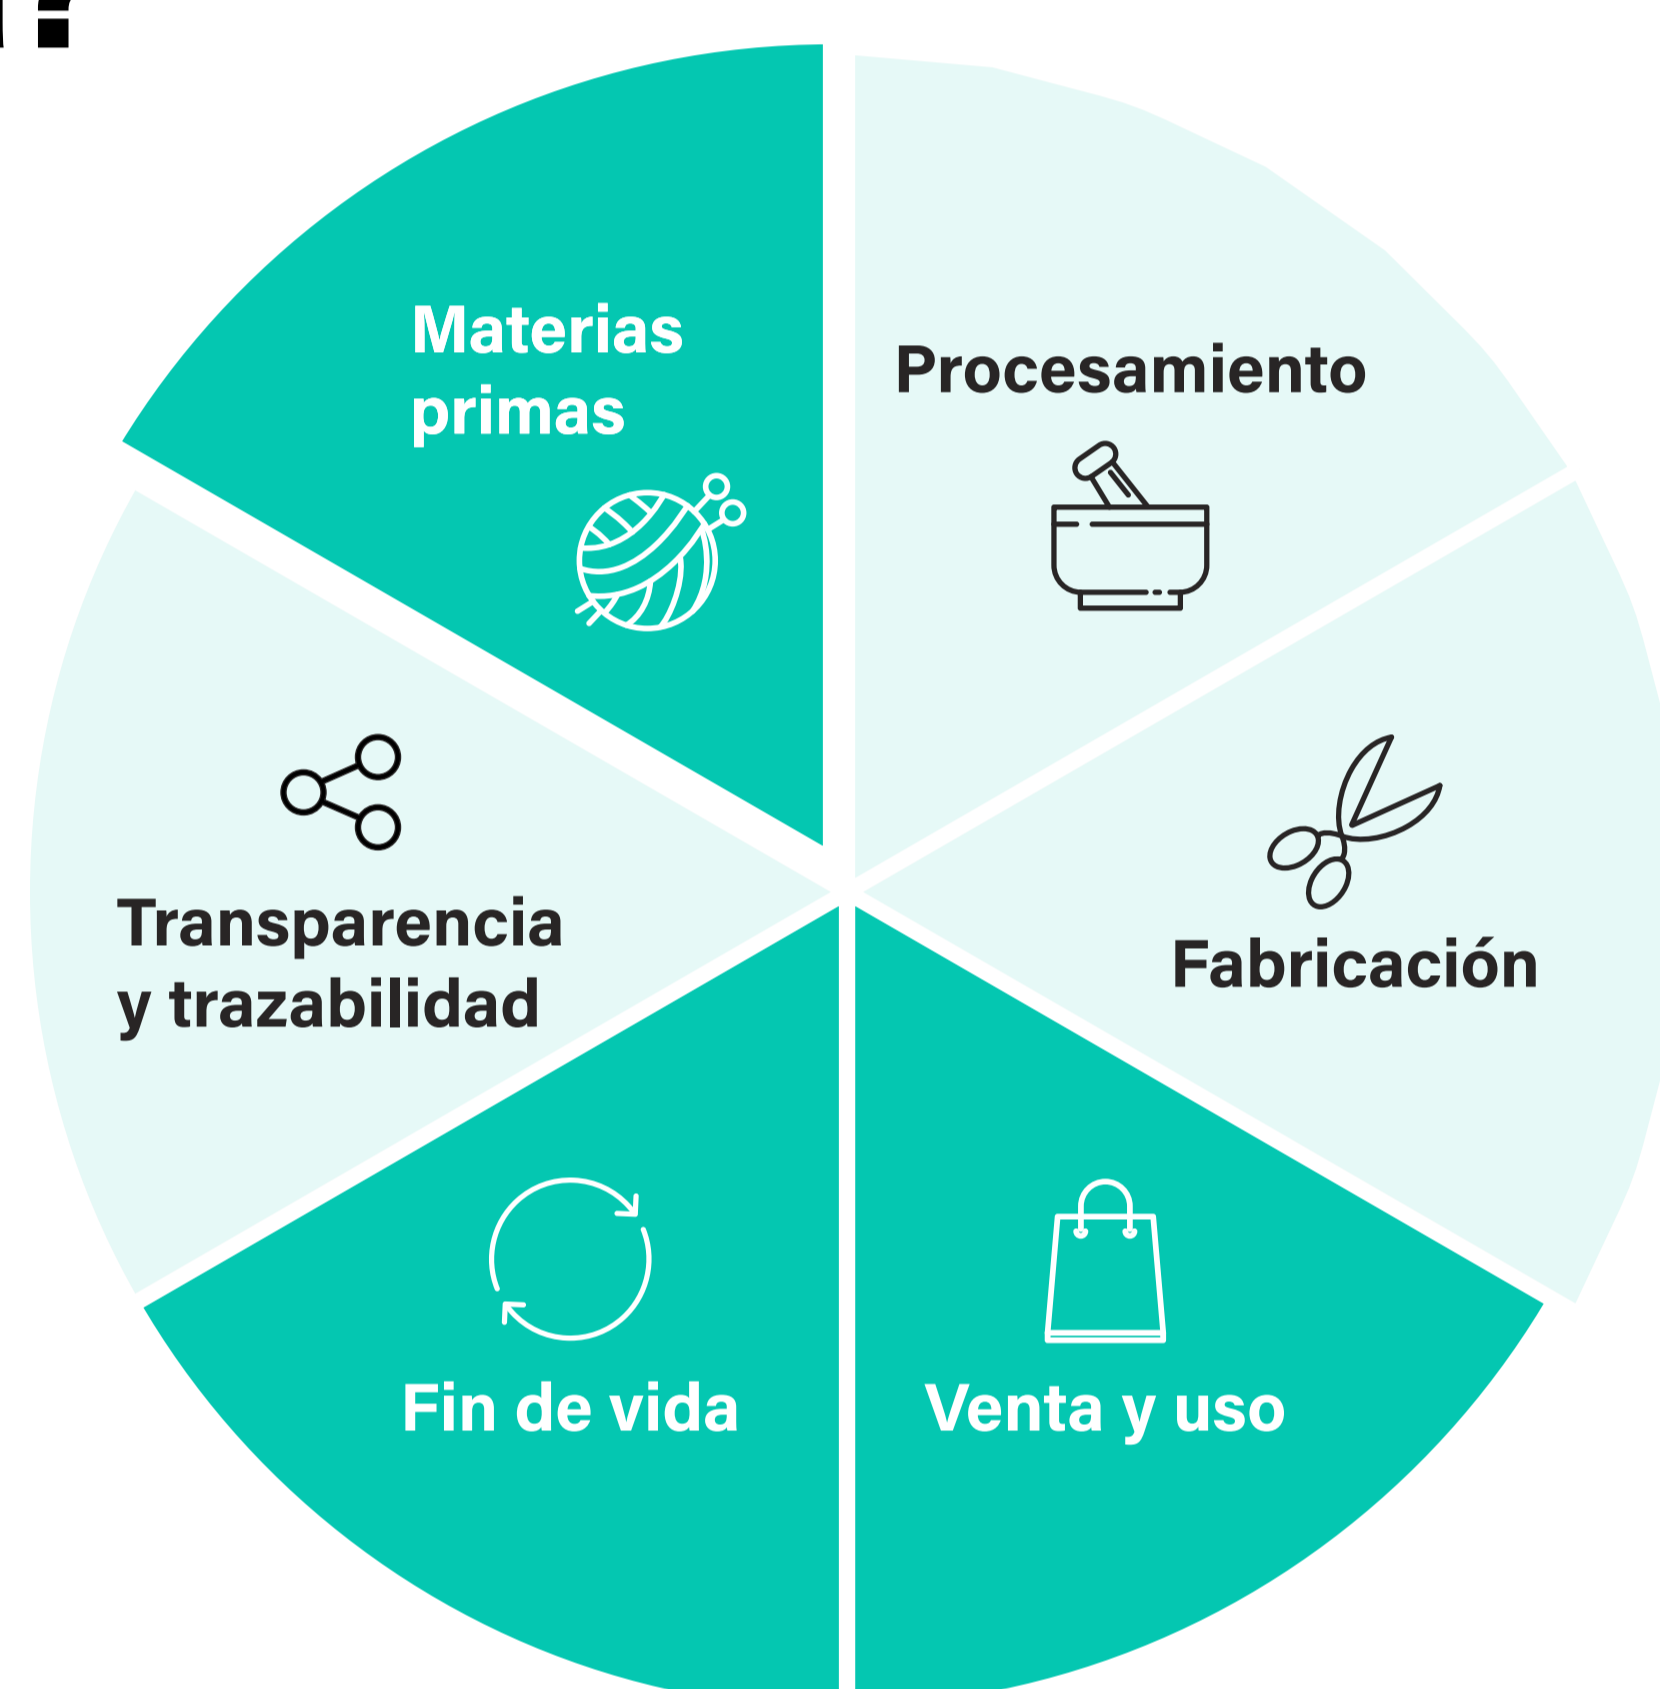 Materias
primas
Procesamiento
Fabricación
Venta y uso
Fin de vida
Transparencia
y trazabilidad